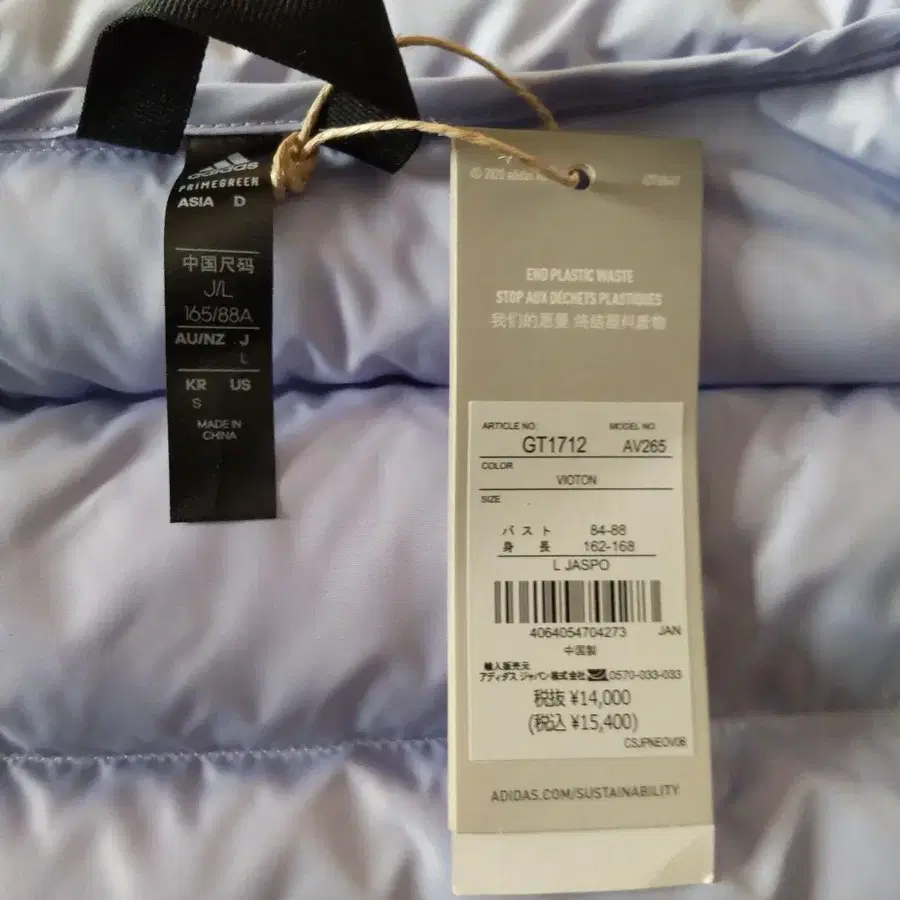 adidas
PRIMEGREEN
ASIA D
中国尺码
J/L
165/88A
AU/NZ J
L
KR US
S
MADE IN
CHINA
© 2020 adidas
END PLASTIC WASTE
STOP AUX DÉCHETS PLASTIQUES
我们的愿景 终结塑料废物
ARTICLE NO. MODEL NO.
GT1712 AV265
COLOR
VIOTON
SIZE
バスト 84-88
身長 162-168
L JASPO
4064054704273 JAN
中国製
輸入販売元
アディダス ジャパン株式会社 0570-033-033
税抜 ¥14,000
(税込 ¥15,400)
CSJPNEOV06
ADIDAS.COM/SUSTAINABILITY